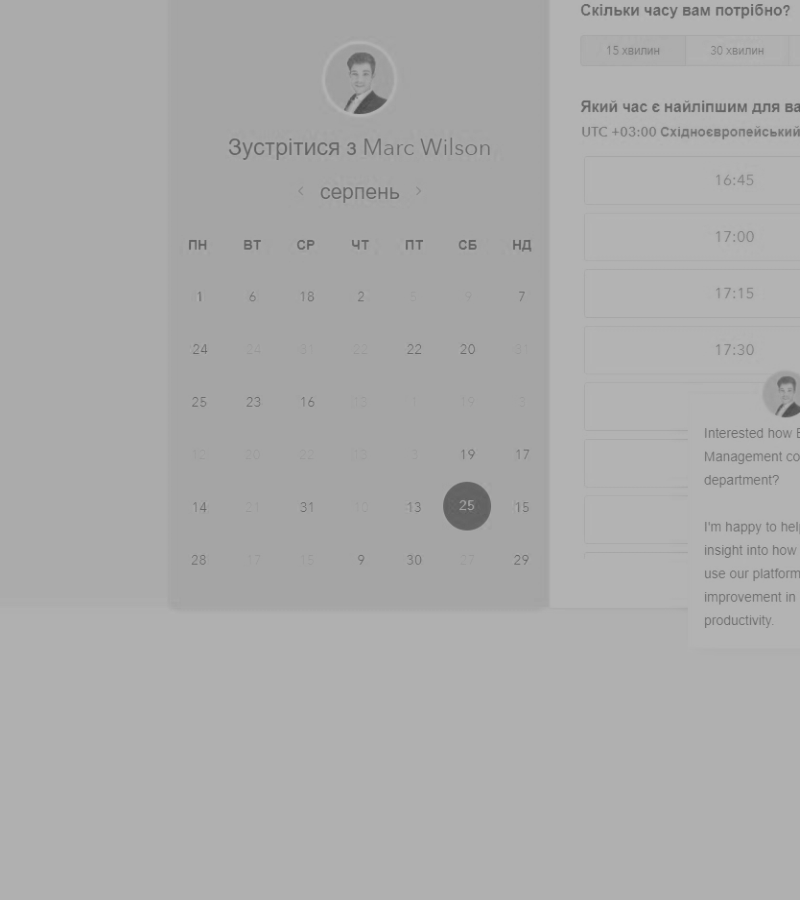 Скільки часу вам потрібно?
15 хвилин 30 хвилин
Зустрітися з Marc Wilson
‹ серпень ›
ПН ВТ СР ЧТ ПТ СБ НД
1 6 18 2 5 9 7
24 24 31 22 22 20 31
25 23 16 13 1 19 3
12 20 22 13 3 19 17
14 21 31 10 13 25 15
28 17 15 9 30 27 29
Який час є найліпшим для ва
UTC +03:00 Східноєвропейський
16:45
17:00
17:15
17:30
Interested how
Management co
department?
I'm happy to help
insight into how
use our platform
improvement in
productivity.